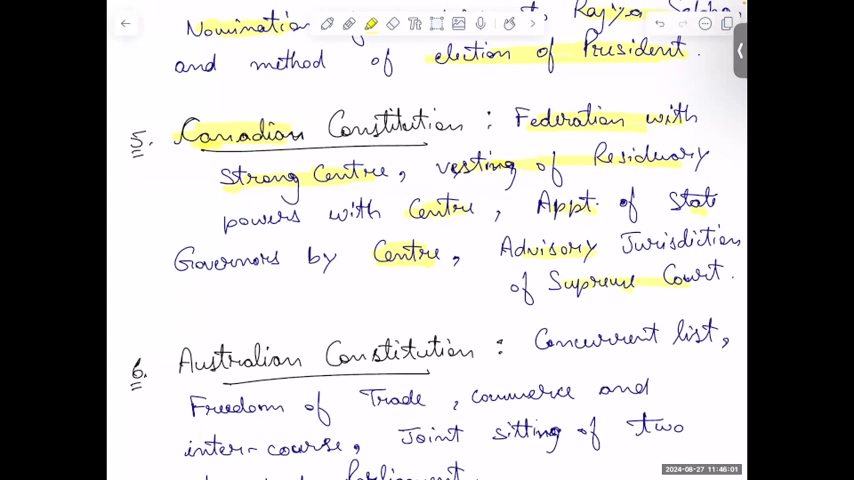 Nomination
and method of election of President.
5. Canadian Constitution : Federation with
Strong Centre, vesting of Residuary
powers with Centre, Appt. of State
Governors by Centre, Advisory Jurisdiction
of Supreme Court.
6. Australian Constitution : Concurrent list,
Freedom of Trade, commerce and
inter-course, Joint sitting of two
Parliament.
2024-08-27 11:46:01